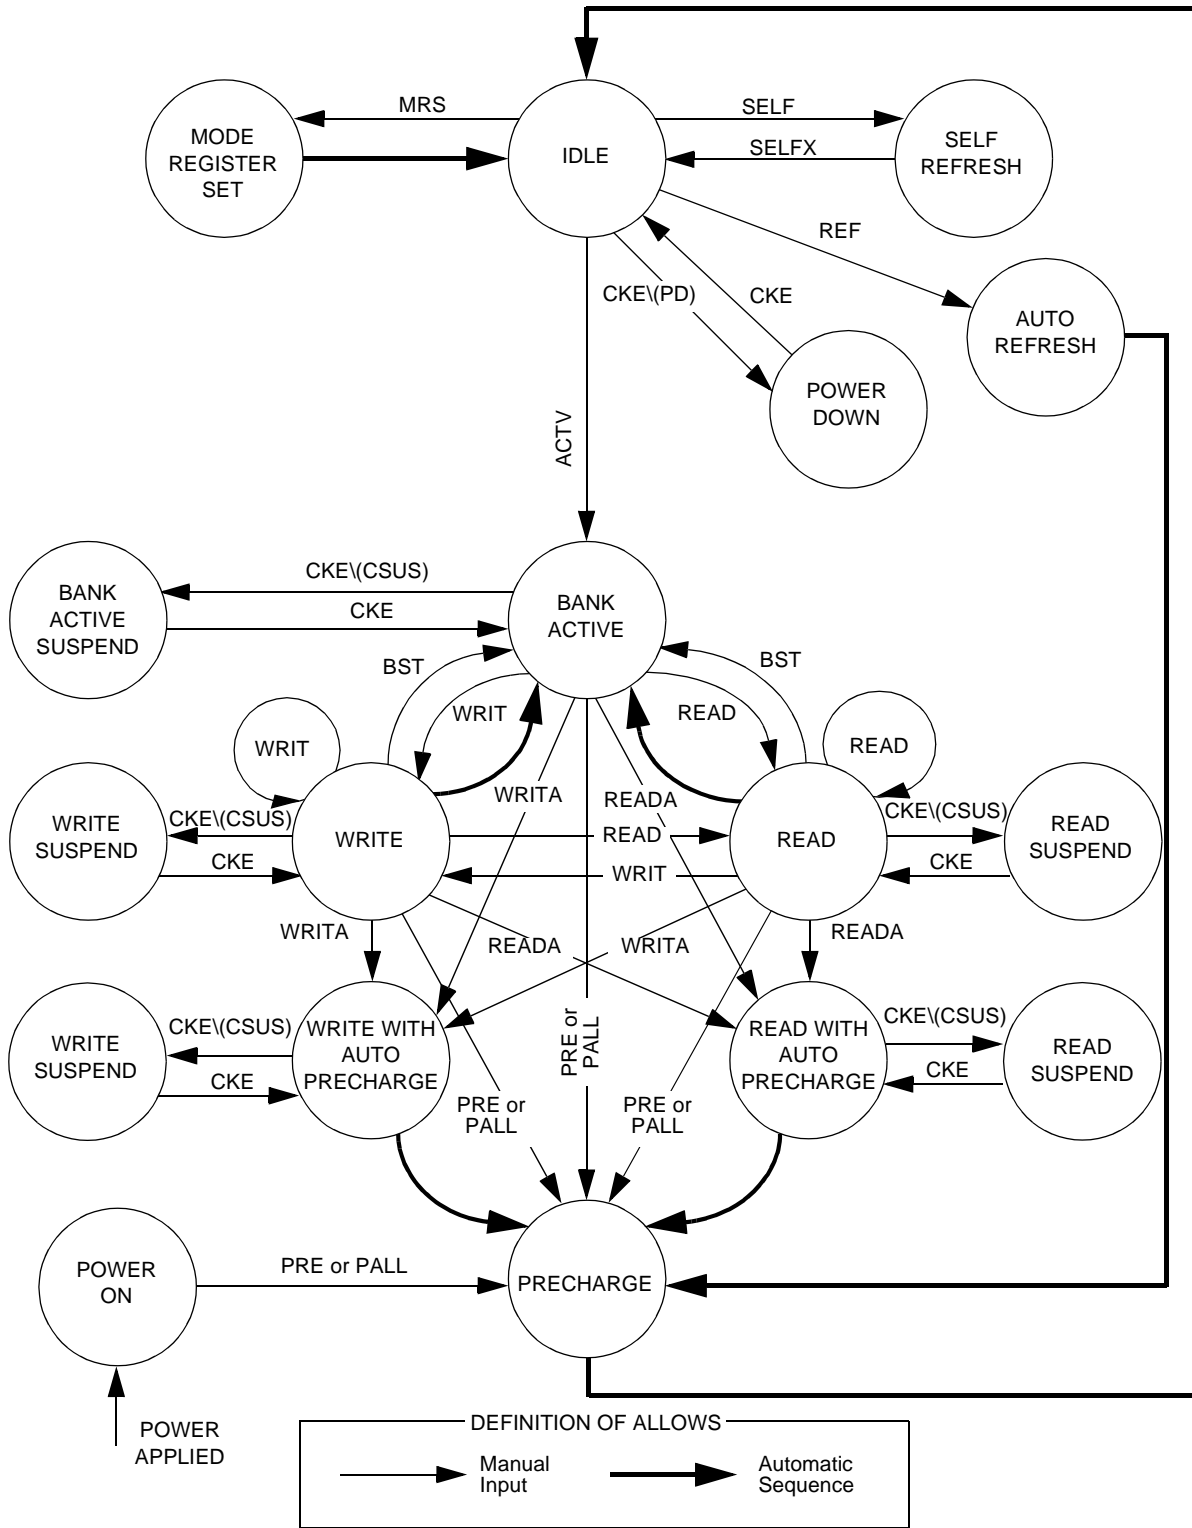 MRS
SELF
MODE
REGISTER
SET
IDLE
SELFX
SELF
REFRESH
REF
CKE\(PD)
CKE
AUTO
REFRESH
POWER
DOWN
ACTV
CKE\(CSUS)
BANK
ACTIVE
SUSPEND
CKE
BANK
ACTIVE
BST
BST
WRIT
READ
WRIT
READ
WRITA
READA
CKE\(CSUS)
CKE\(CSUS)
WRITE
SUSPEND
WRITE
READ
READ
READ
SUSPEND
CKE
WRIT
CKE
WRITA
READA
WRITA
READA
CKE\(CSUS)
WRITE
SUSPEND
CKE
WRITE WITH
AUTO
PRECHARGE
PRE or
PALL
READ WITH
AUTO
PRECHARGE
CKE\(CSUS)
CKE
READ
SUSPEND
PRE or
PALL
PRE or
PALL
POWER
ON
PRE or PALL
PRECHARGE
POWER
APPLIED
DEFINITION OF ALLOWS
Manual
Input
Automatic
Sequence